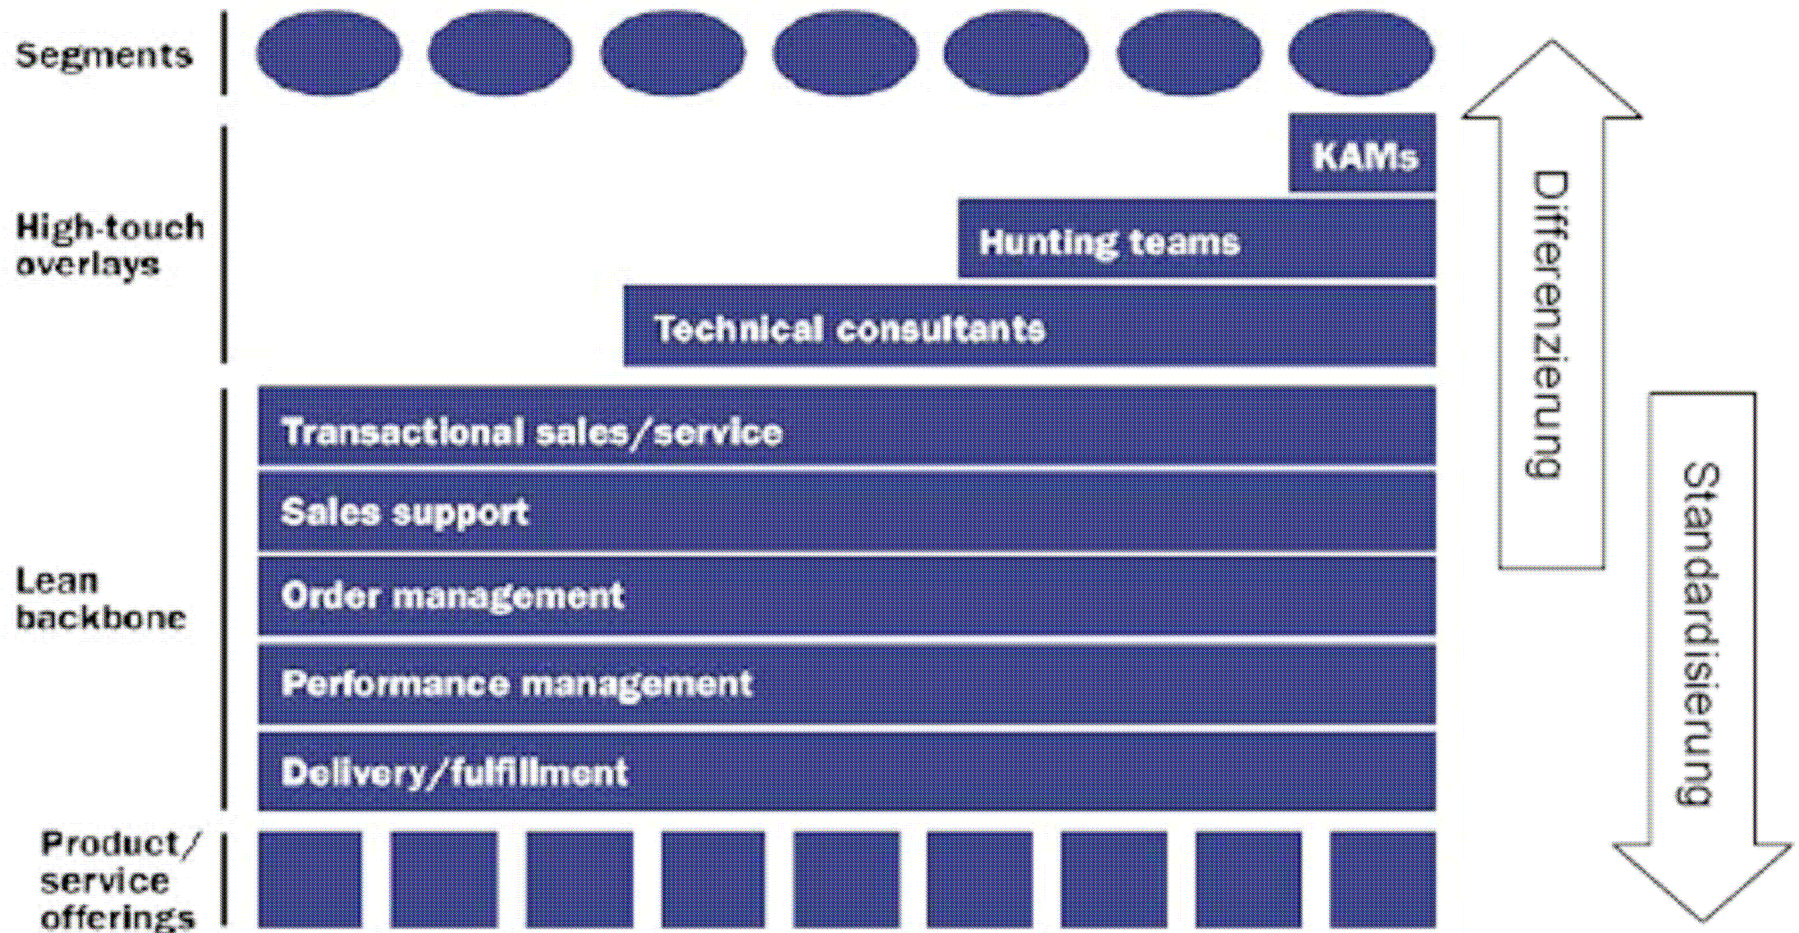 Segments
KAMs
High-touch
overlays
Hunting teams
Technical consultants
Transactional sales/service
Sales support
Lean
backbone
Order management
Performance management
Delivery/fulfillment
Product/
service
offerings
Differenzierung
Standardisierung